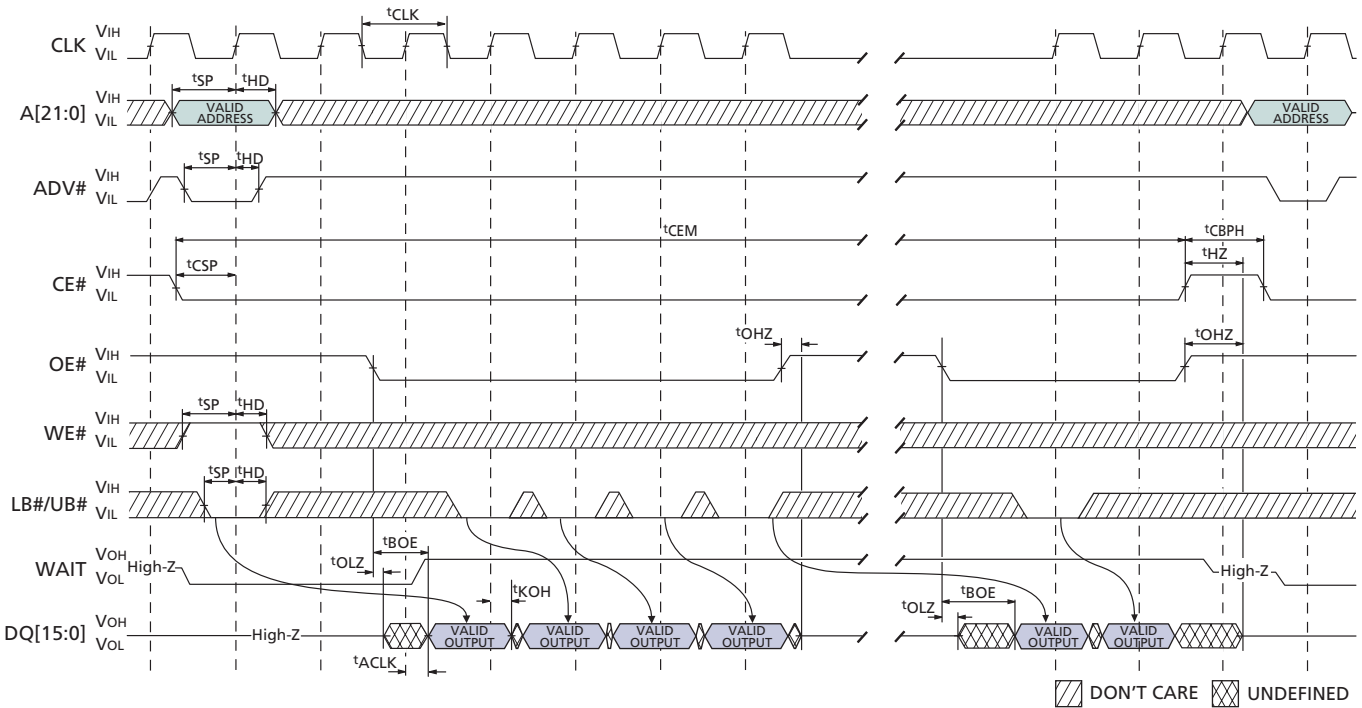 tCLK
CLK
VIH
VIL
tSP
tHD
A[21:0]
VIH
VIL
VALID
ADDRESS
VALID
ADDRESS
tSP
tHD
ADV#
VIH
VIL
tCEM
tCBPH
tHZ
tCSP
CE#
VIH
VIL
tOHZ
tOHZ
OE#
VIH
VIL
tSP
tHD
WE#
VIH
VIL
tSP
tHD
LB#/UB#
VIH
VIL
tBOE
tOLZ
WAIT
VOH
VOL
High-Z
High-Z
tKOH
tOLZ
tBOE
DQ[15:0]
VOH
VOL
High-Z
VALID
OUTPUT
VALID
OUTPUT
VALID
OUTPUT
VALID
OUTPUT
VALID
OUTPUT
VALID
OUTPUT
tACLK
DON'T CARE
UNDEFINED